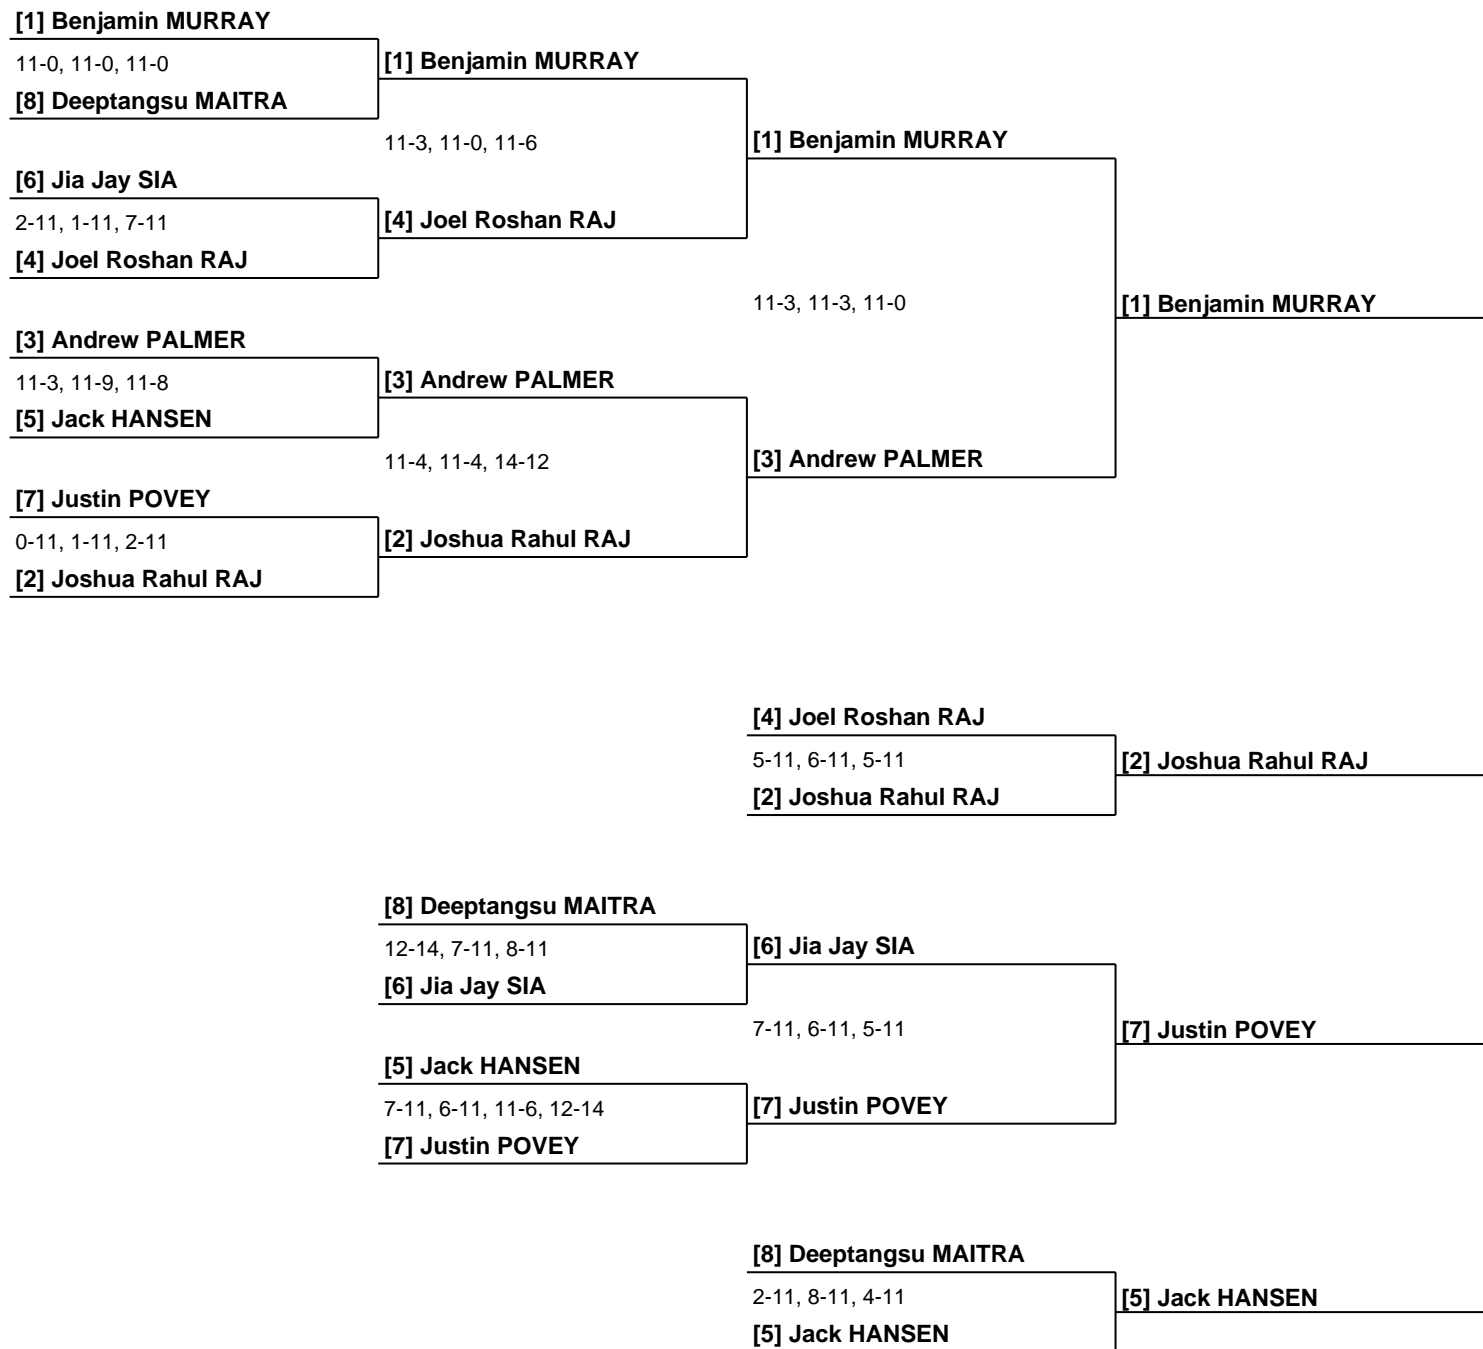 [1] Benjamin MURRAY
11-0, 11-0, 11-0
[1] Benjamin MURRAY
[8] Deeptangsu MAITRA
11-3, 11-0, 11-6
[1] Benjamin MURRAY
[6] Jia Jay SIA
2-11, 1-11, 7-11
[4] Joel Roshan RAJ
[4] Joel Roshan RAJ
11-3, 11-3, 11-0
[1] Benjamin MURRAY
[3] Andrew PALMER
11-3, 11-9, 11-8
[3] Andrew PALMER
[5] Jack HANSEN
11-4, 11-4, 14-12
[3] Andrew PALMER
[7] Justin POVEY
0-11, 1-11, 2-11
[2] Joshua Rahul RAJ
[2] Joshua Rahul RAJ
[4] Joel Roshan RAJ
5-11, 6-11, 5-11
[2] Joshua Rahul RAJ
[2] Joshua Rahul RAJ
[8] Deeptangsu MAITRA
12-14, 7-11, 8-11
[6] Jia Jay SIA
[6] Jia Jay SIA
7-11, 6-11, 5-11
[7] Justin POVEY
[5] Jack HANSEN
7-11, 6-11, 11-6, 12-14
[7] Justin POVEY
[7] Justin POVEY
[8] Deeptangsu MAITRA
2-11, 8-11, 4-11
[5] Jack HANSEN
[5] Jack HANSEN